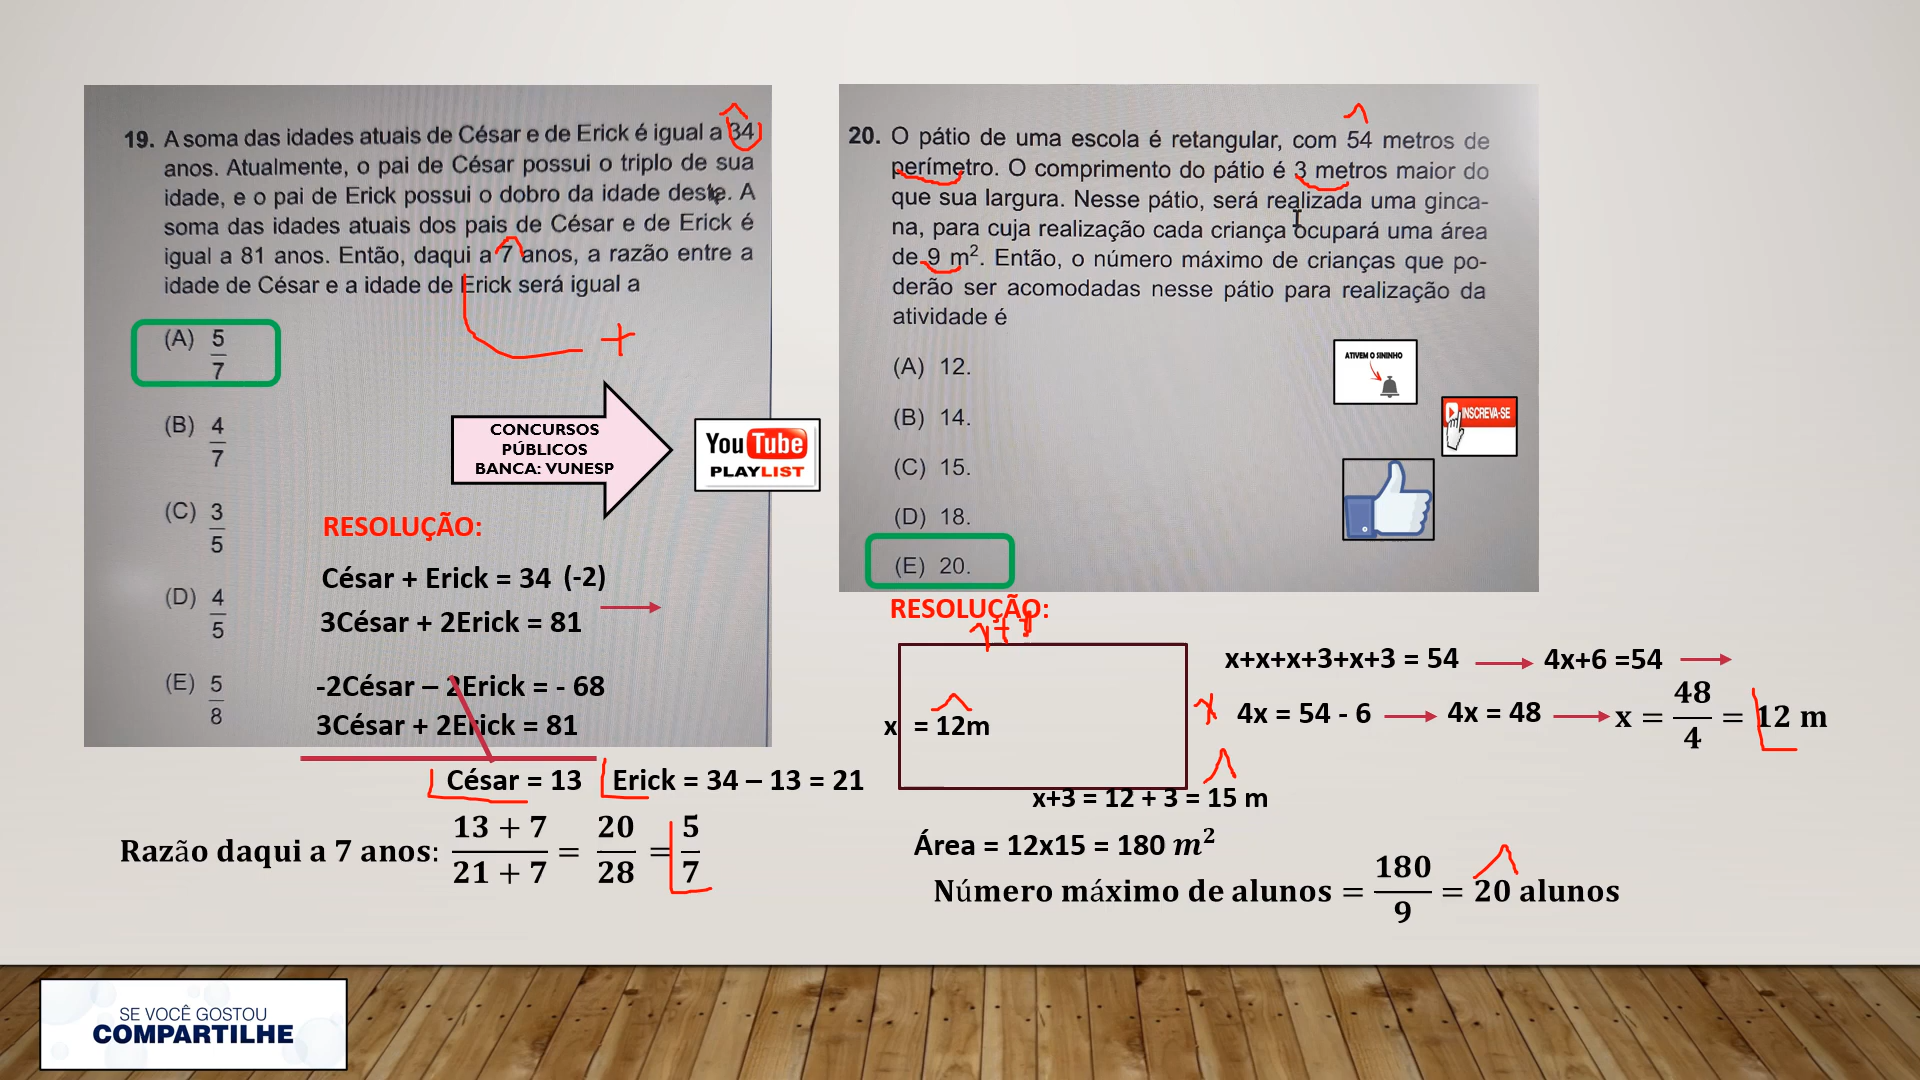 19. A soma das idades atuais de César e de Erick é igual a 34
anos. Atualmente, o pai de César possui o triplo de sua
idade, e o pai de Erick possui o dobro da idade deste. A
soma das idades atuais dos pais de César e de Erick é
igual a 81 anos. Então, daqui a 7 anos, a razão entre a
idade de César e a idade de Erick será igual a
(A) 5/7
(B) 4/7
(C) 3/5
(D) 4/5
(E) 5/8
+
CONCURSOS
PÚBLICOS
BANCA: VUNESP
YouTube
PLAYLIST
RESOLUÇÃO:
César + Erick = 34 (-2)
3César + 2Erick = 81
-2César – 2Erick = - 68
3César + 2Erick = 81
César = 13 Erick = 34 – 13 = 21
Razão daqui a 7 anos: (13 + 7)/(21 + 7) = 20/28 = 5/7
20. O pátio de uma escola é retangular, com 54 metros de
perímetro. O comprimento do pátio é 3 metros maior do
que sua largura. Nesse pátio, será realizada uma ginca-
na, para cuja realização cada criança ocupará uma área
de 9 m². Então, o número máximo de crianças que po-
derão ser acomodadas nesse pátio para realização da
atividade é
(A) 12.
(B) 14.
(C) 15.
(D) 18.
(E) 20.
ATIVEM O SININHO
INSCREVA-SE
RESOLUÇÃO:
x+x+x+3+x+3 = 54 4x+6 =54
x
4x = 54 - 6 4x = 48 x = 48/4 = 12 m
x = 12m
x+3 = 12 + 3 = 15 m
Área = 12x15 = 180 m²
Número máximo de alunos = 180/9 = 20 alunos
SE VOCÊ GOSTOU
COMPARTILHE